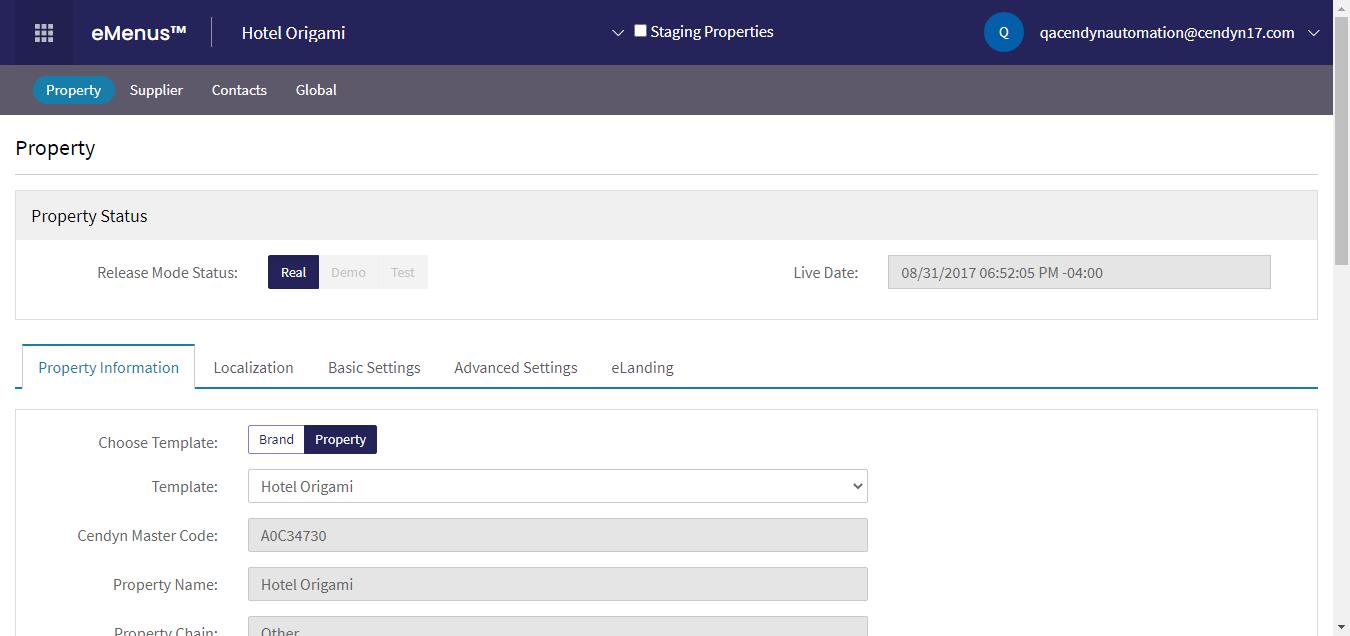 eMenus™ Hotel Origami Staging Properties Q qacendynautomation@cendyn17.com
Property Supplier Contacts Global
Property
Property Status
Release Mode Status: Real Demo Test Live Date: 08/31/2017 06:52:05 PM -04:00
Property Information Localization Basic Settings Advanced Settings eLanding
Choose Template: Brand Property
Template: Hotel Origami
Cendyn Master Code: A0C34730
Property Name: Hotel Origami
Property Chain: Other